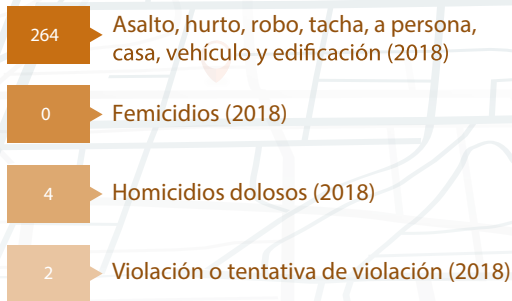 264
Asalto, hurto, robo, tacha, a persona,
casa, vehículo y edificación (2018)
0
Femicidios (2018)
4
Homicidios dolosos (2018)
2
Violación o tentativa de violación (2018)